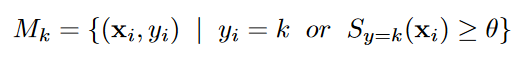 M_k = {(x_i, y_i) | y_i = k or S_{y=k}(x_i) ≥ θ}